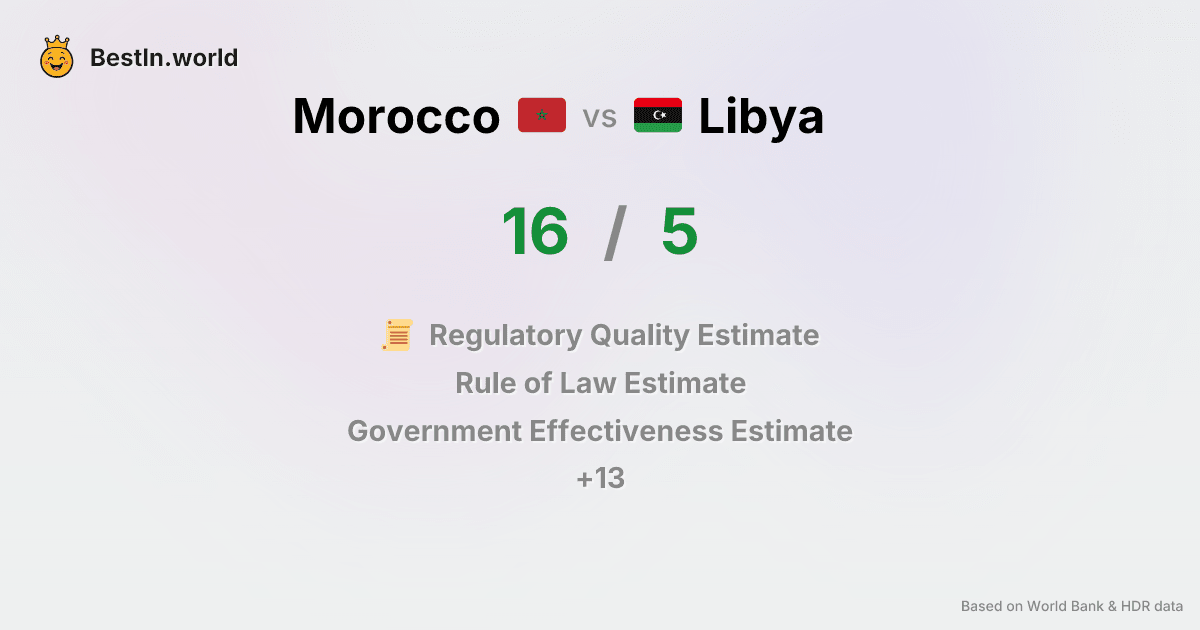 BestIn.world
Morocco vs Libya
16 / 5
Regulatory Quality Estimate
Rule of Law Estimate
Government Effectiveness Estimate
+13
Based on World Bank & HDR data